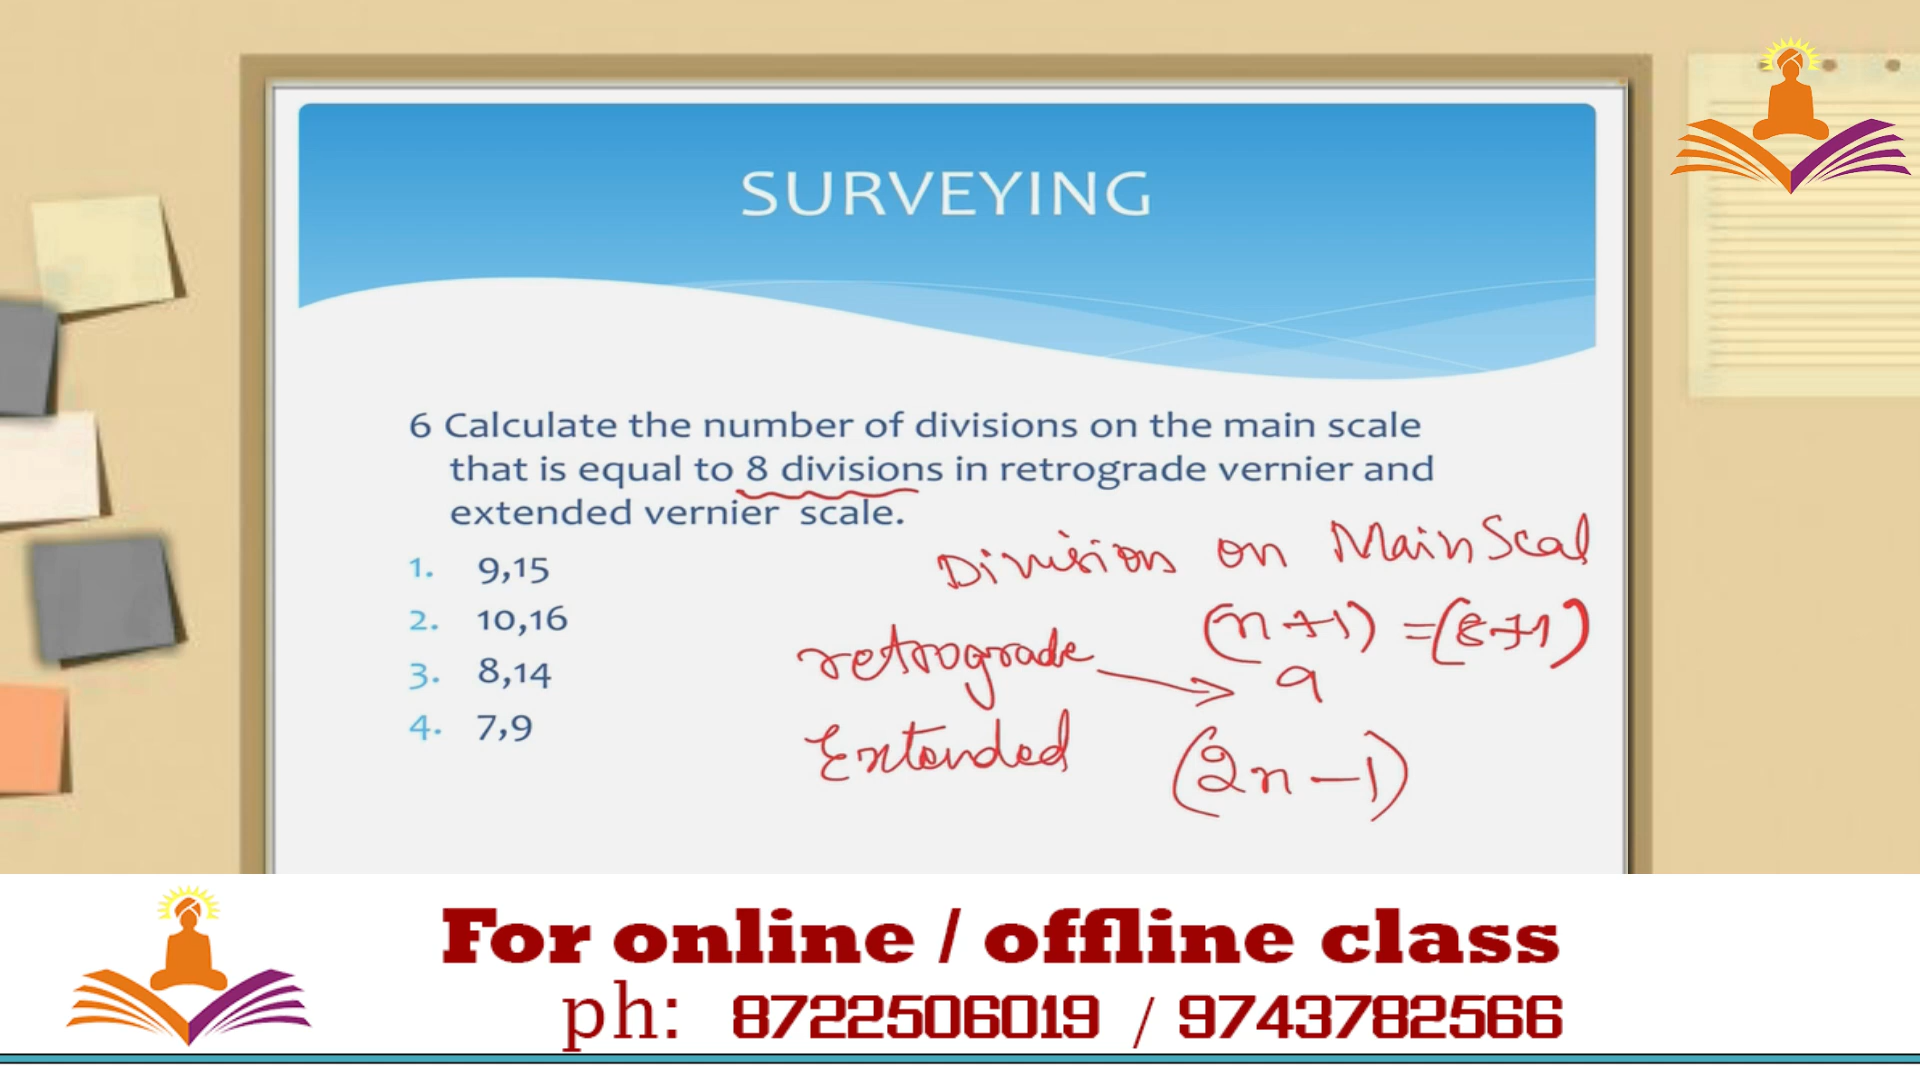 SURVEYING
6 Calculate the number of divisions on the main scale
that is equal to 8 divisions in retrograde vernier and
extended vernier scale.
1. 9,15
2. 10,16
3. 8,14
4. 7,9
Division on Main Scal
(n+1) = (8+1)
retrograde → 9
Extended (2n-1)
For online / offline class
ph: 8722506019 / 9743782566